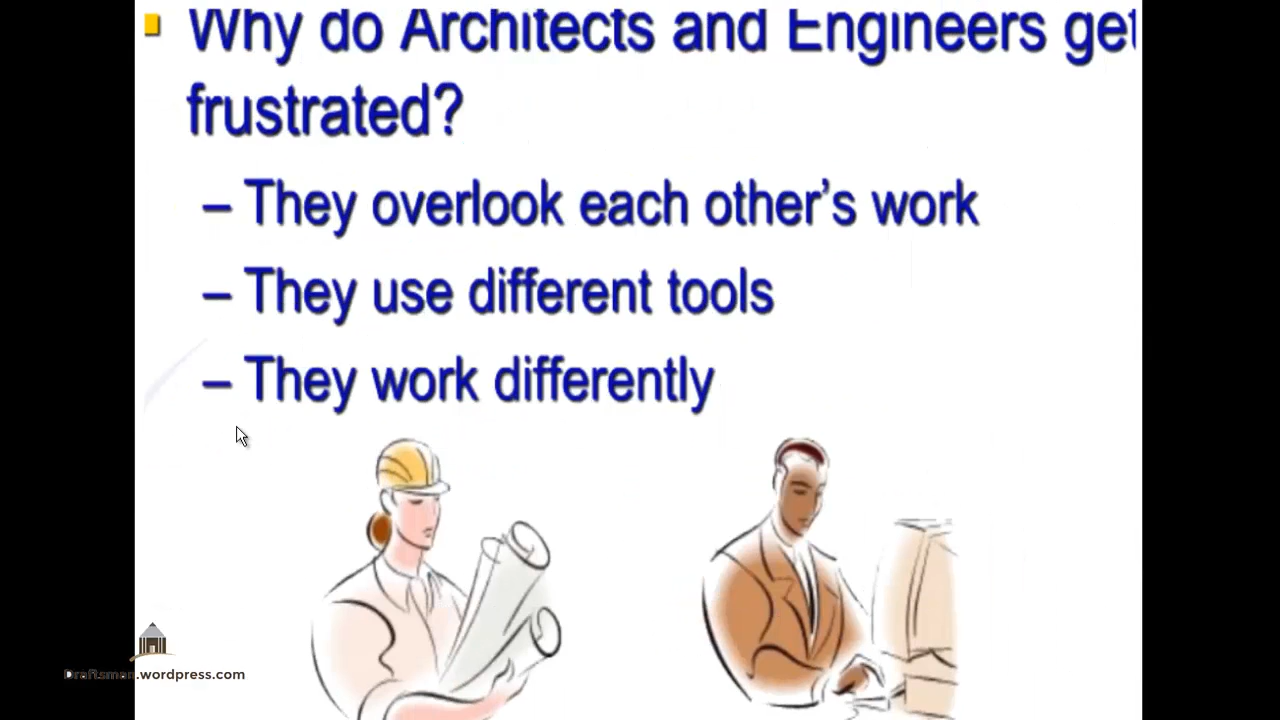 Why do Architects and Engineers get
frustrated?
– They overlook each other's work
– They use different tools
– They work differently
Draftsman.wordpress.com